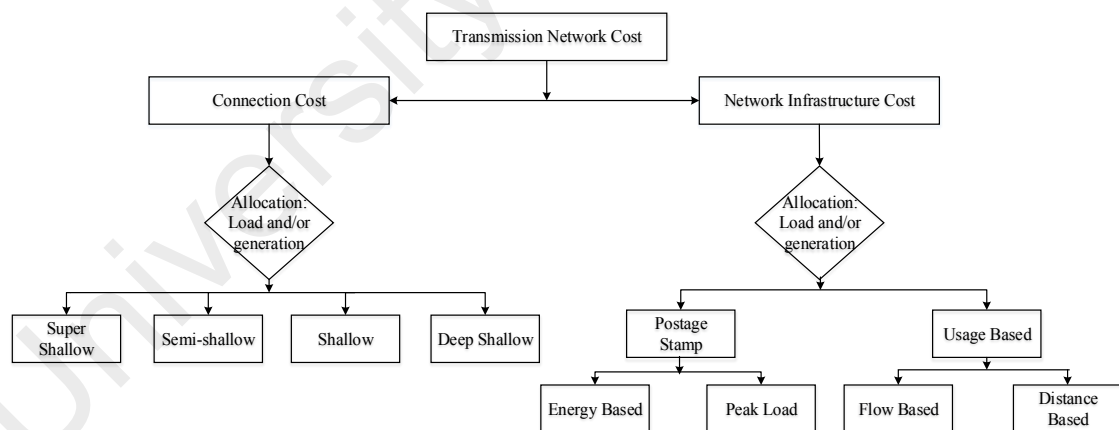 Transmission Network Cost
Connection Cost
Network Infrastructure Cost
Allocation:
Load and/or
generation
Allocation:
Load and/or
generation
Super
Shallow
Semi-shallow
Shallow
Deep Shallow
Postage
Stamp
Usage Based
Energy Based
Peak Load
Flow Based
Distance
Based
University